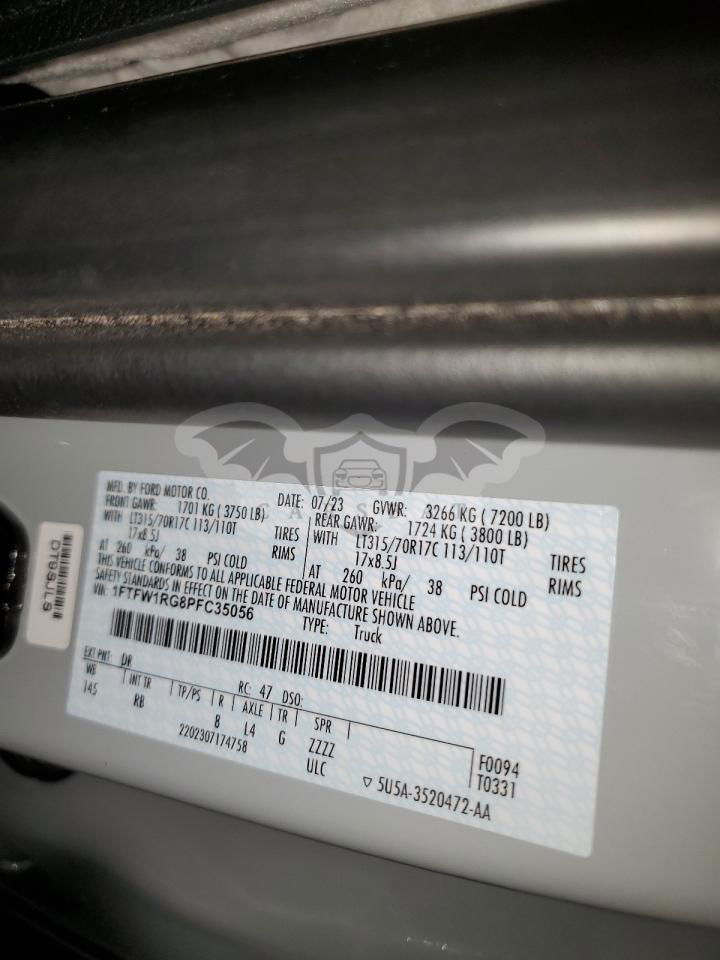 MFD. BY FORD MOTOR CO.
DATE: 07/23 GVWR: 3266 KG ( 7200 LB)
FRONT GAWR: 1701 KG ( 3750 LB)
REAR GAWR: 1724 KG ( 3800 LB)
WITH LT315/70R17C 113/110T TIRES
WITH LT315/70R17C 113/110T TIRES
17x8.5J RIMS
17x8.5J RIMS
AT 260 kPa/ 38 PSI COLD
AT 260 kPa/ 38 PSI COLD
THIS VEHICLE CONFORMS TO ALL APPLICABLE FEDERAL MOTOR VEHICLE
SAFETY STANDARDS IN EFFECT ON THE DATE OF MANUFACTURE SHOWN ABOVE.
VIN: 1FTFW1RG8PFC35056
TYPE: Truck
EXT PNT: DR RC: 47 DSO:
WB INT TR TP/PS R AXLE TR SPR
145 RB 8 L4 G ZZZZ
2202307174758 ULC
F0094
T0331
▽ 5U5A-3520472-AA
DT9SJLS